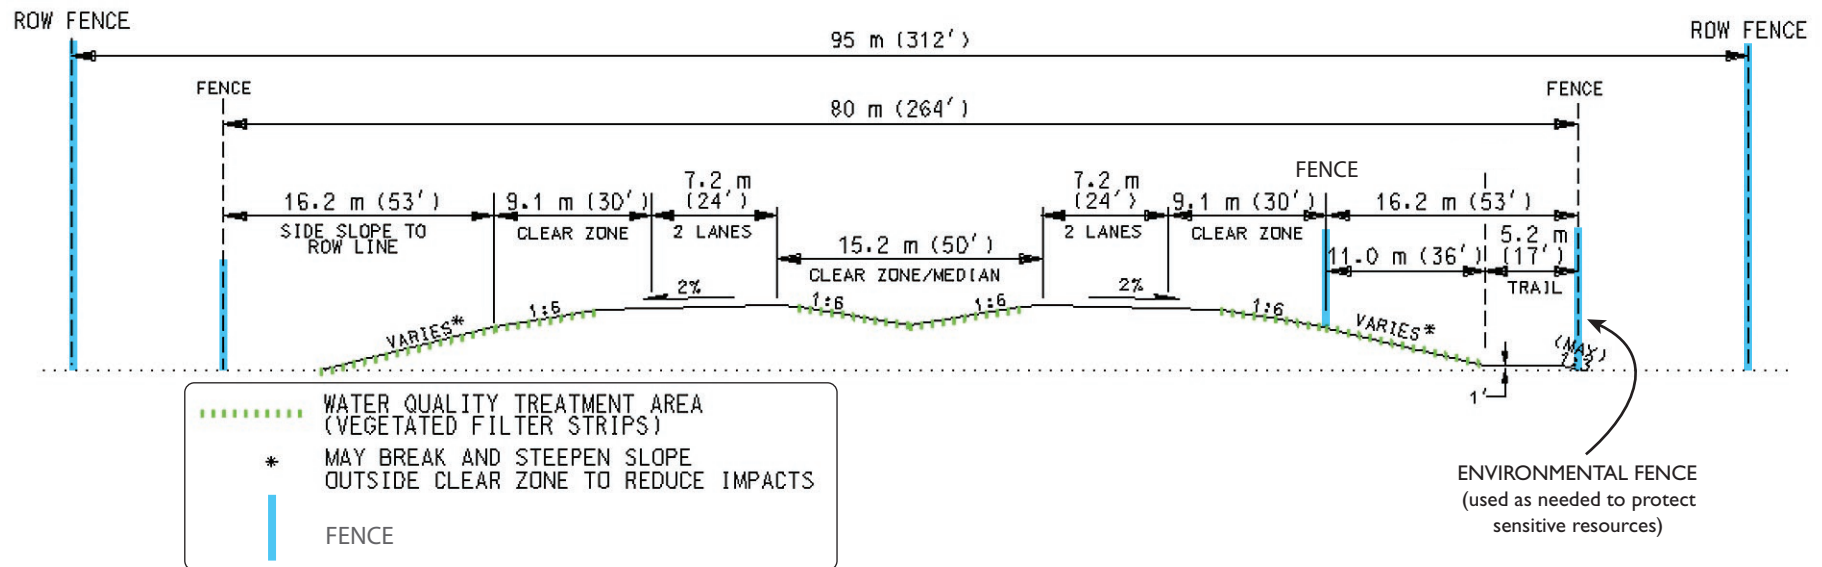 ROW FENCE
ROW FENCE
95 m (312')
FENCE
FENCE
80 m (264')
FENCE
16.2 m (53')
9.1 m (30')
7.2 m
(24')
7.2 m
(24')
9.1 m (30')
16.2 m (53')
SIDE SLOPE TO
ROW LINE
CLEAR ZONE
2 LANES
15.2 m (50')
CLEAR ZONE/MEDIAN
2 LANES
CLEAR ZONE
11.0 m (36')
5.2 m
(17')
TRAIL
2%
2%
VARIES*
1:6
1:6
1:6
1:6
VARIES*
(MAY
1'
WATER QUALITY TREATMENT AREA
(VEGETATED FILTER STRIPS)
* MAY BREAK AND STEEPEN SLOPE
OUTSIDE CLEAR ZONE TO REDUCE IMPACTS
FENCE
ENVIRONMENTAL FENCE
(used as needed to protect
sensitive resources)